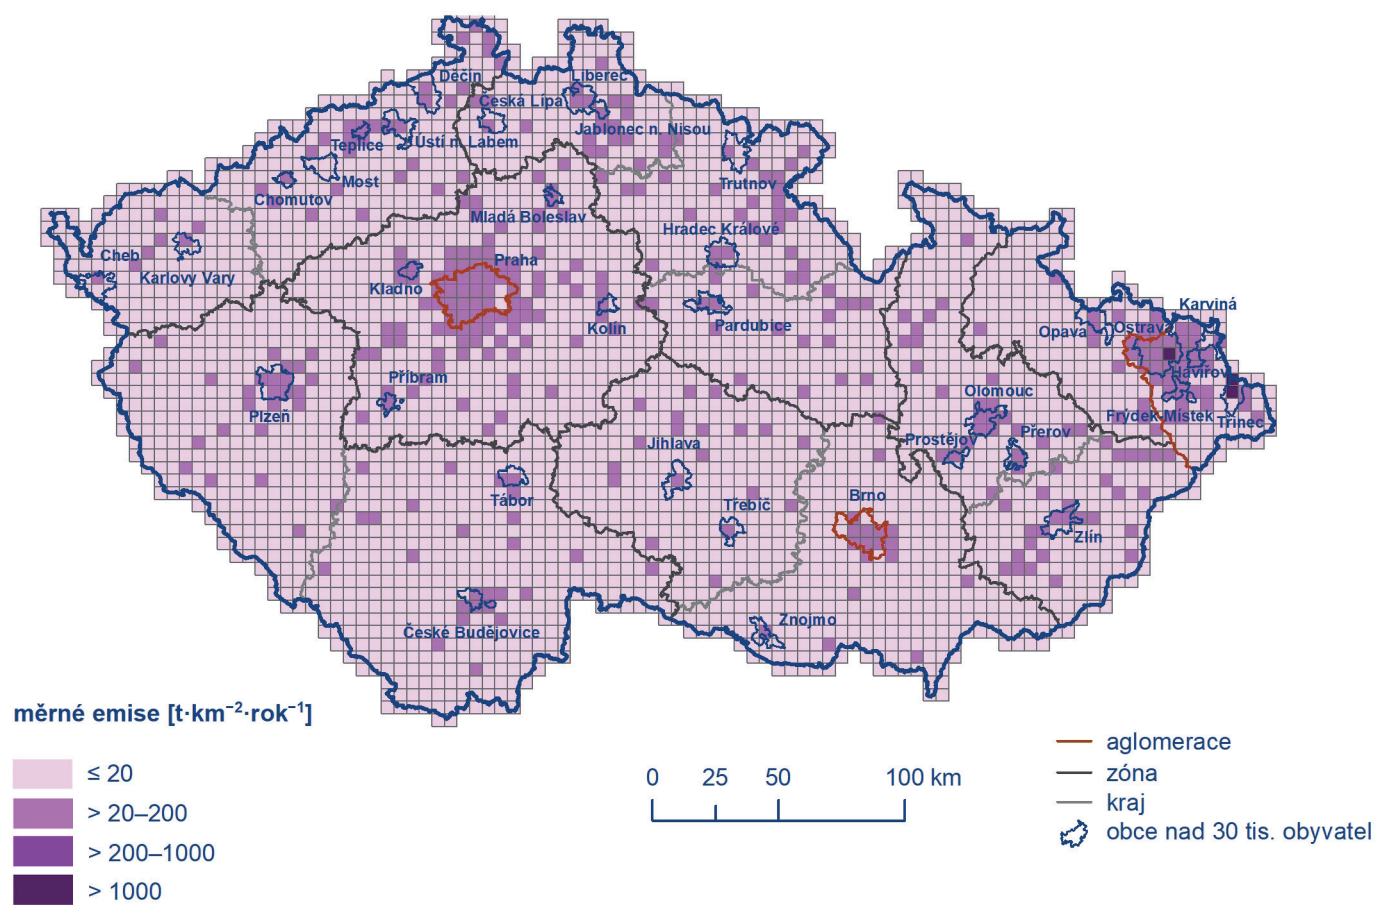 Děčín
Liberec
Česká Lípa
Jablonec n. Nisou
Teplice
Ústí n. Labem
Most
Chomutov
Trutnov
Mladá Boleslav
Hradec Králové
Cheb
Karlovy Vary
Praha
Kladno
Kolín
Pardubice
Karviná
Opava
Ostrava
Havířov
Plzeň
Příbram
Olomouc
Frýdek Místek
Třinec
Prostějov
Přerov
Jihlava
Tábor
Třebíč
Brno
Zlín
České Budějovice
Znojmo
měrné emise [t·km⁻²·rok⁻¹]
≤ 20
> 20–200
> 200–1000
> 1000
0 25 50 100 km
aglomerace
zóna
kraj
obce nad 30 tis. obyvatel